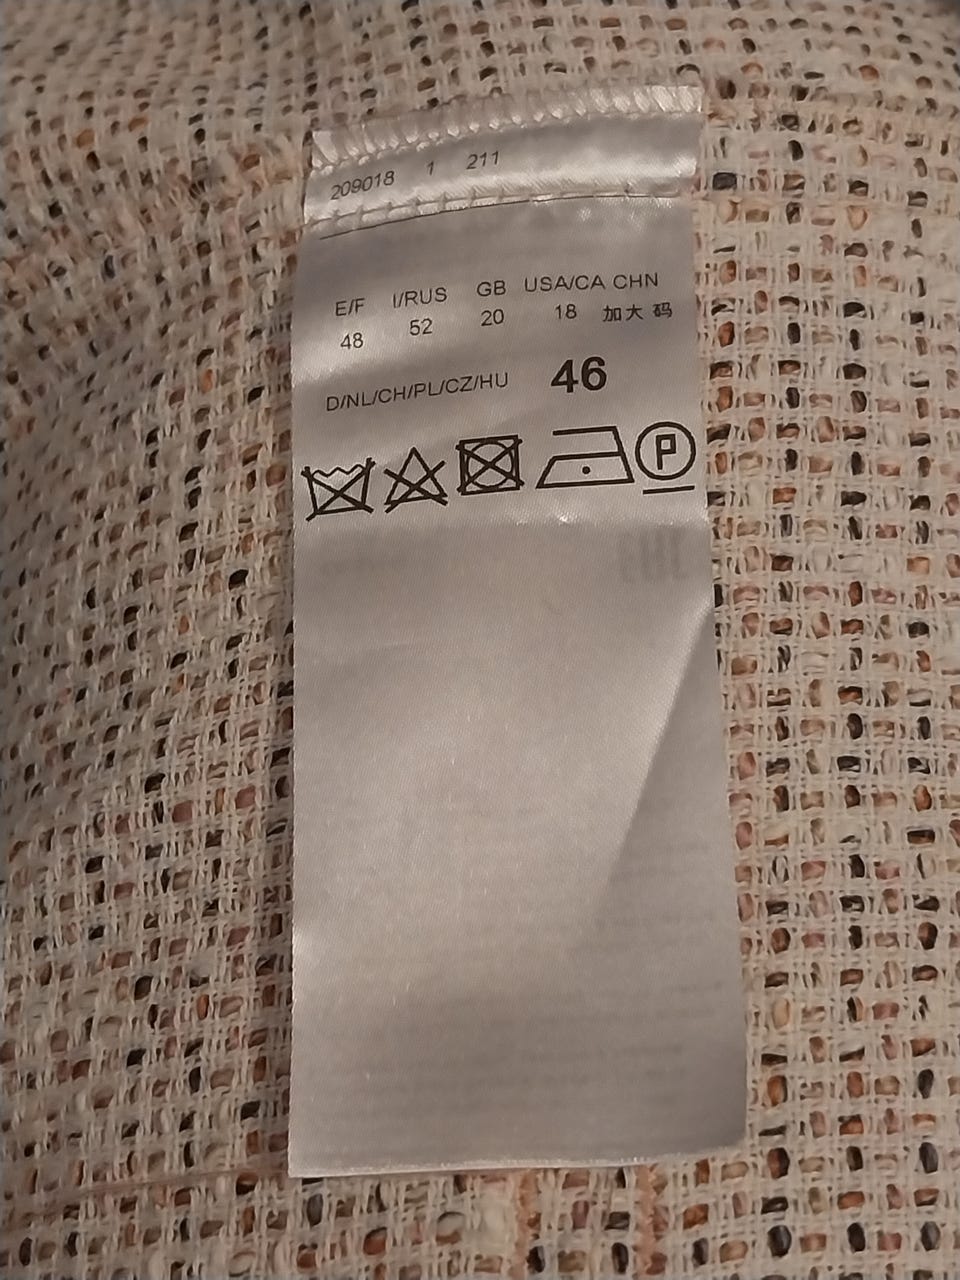 209018 1 211
E/F I/RUS GB USA/CA CHN
48 52 20 18 加大 码
D/NL/CH/PL/CZ/HU 46
P